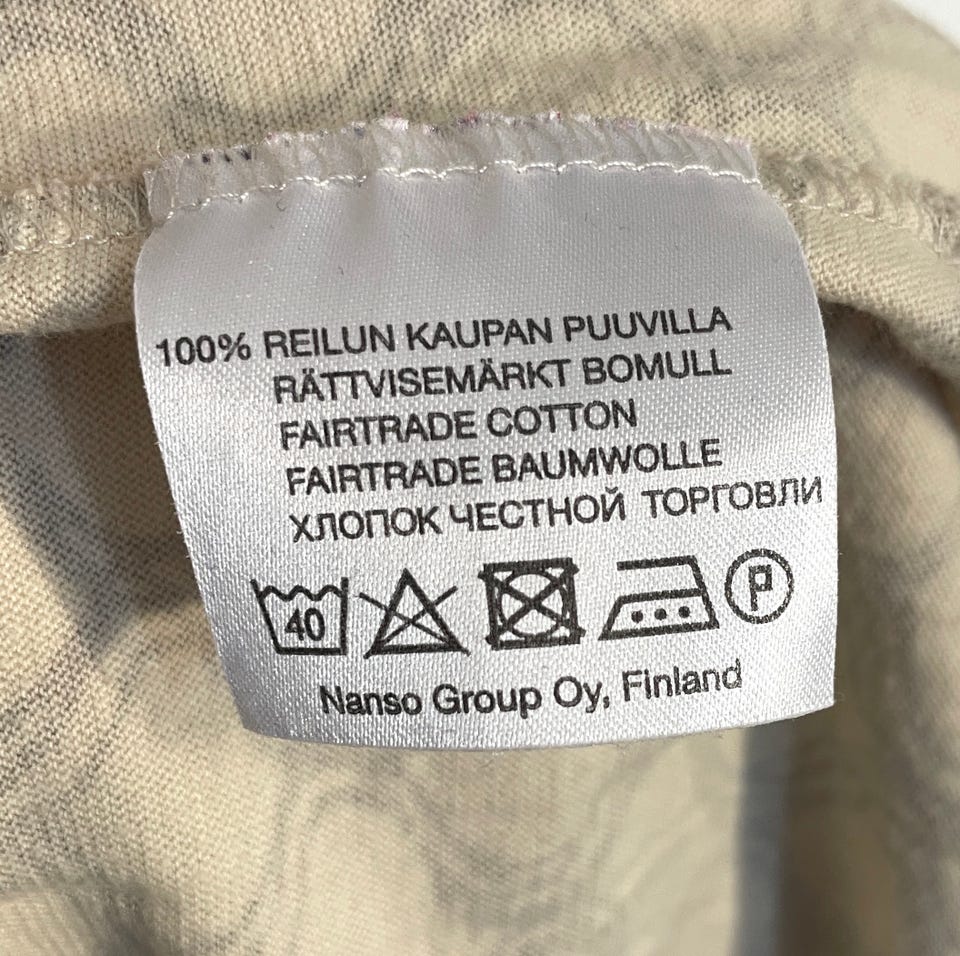 100% REILUN KAUPAN PUUVILLA
RÄTTVISEMÄRKT BOMULL
FAIRTRADE COTTON
FAIRTRADE BAUMWOLLE
ХЛОПОК ЧЕСТНОЙ ТОРГОВЛИ
40 P
Nanso Group Oy, Finland